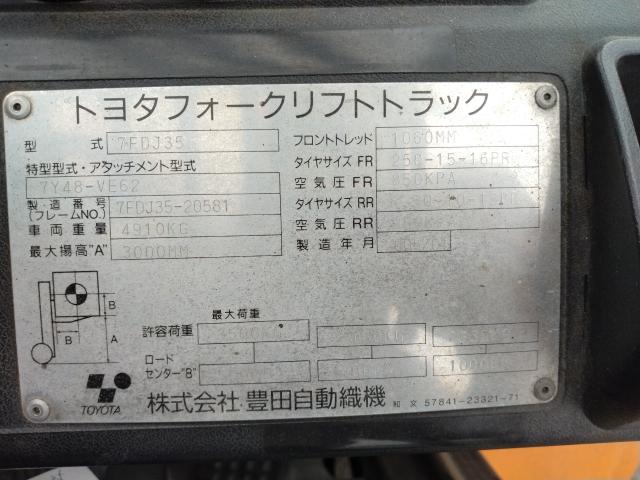 トヨタフォークリフトトラック
型 式 7FDJ35
特型型式・アタッチメント型式
7Y48-VE62
製・造番号 (フレームNO.) 7FDJ35-20581
車両重量 4910KG
最大揚高"A" 3000MM
フロントトレッド 1060MM
タイヤサイズ FR 250-15-16PR
空気圧 FR 850KPA
タイヤサイズ RR
空気圧 RR
製造年月
B
B
A
最大荷重
許容荷重
ロードセンター"B"
TOYOTA
株式会社 豊田自動織機
和文 57841-23321-71